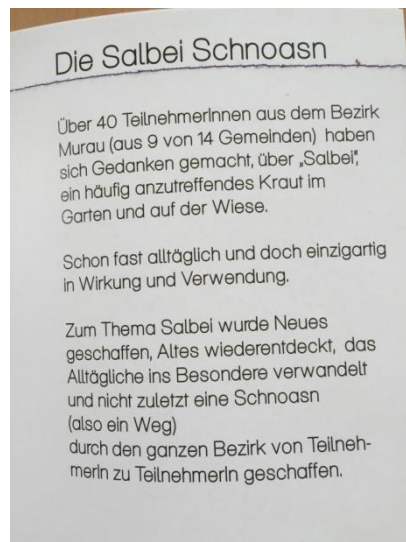 Die Salbei Schnoasn
Über 40 TeilnehmerInnen aus dem Bezirk
Murau (aus 9 von 14 Gemeinden) haben
sich Gedanken gemacht, über „Salbei“,
ein häufig anzutreffendes Kraut im
Garten und auf der Wiese.
Schon fast alltäglich und doch einzigartig
in Wirkung und Verwendung.
Zum Thema Salbei wurde Neues
geschaffen, Altes wiederentdeckt, das
Alltägliche ins Besondere verwandelt
und nicht zuletzt eine Schnoasn
(also ein Weg)
durch den ganzen Bezirk von Teilneh-
merIn zu TeilnehmerIn geschaffen.